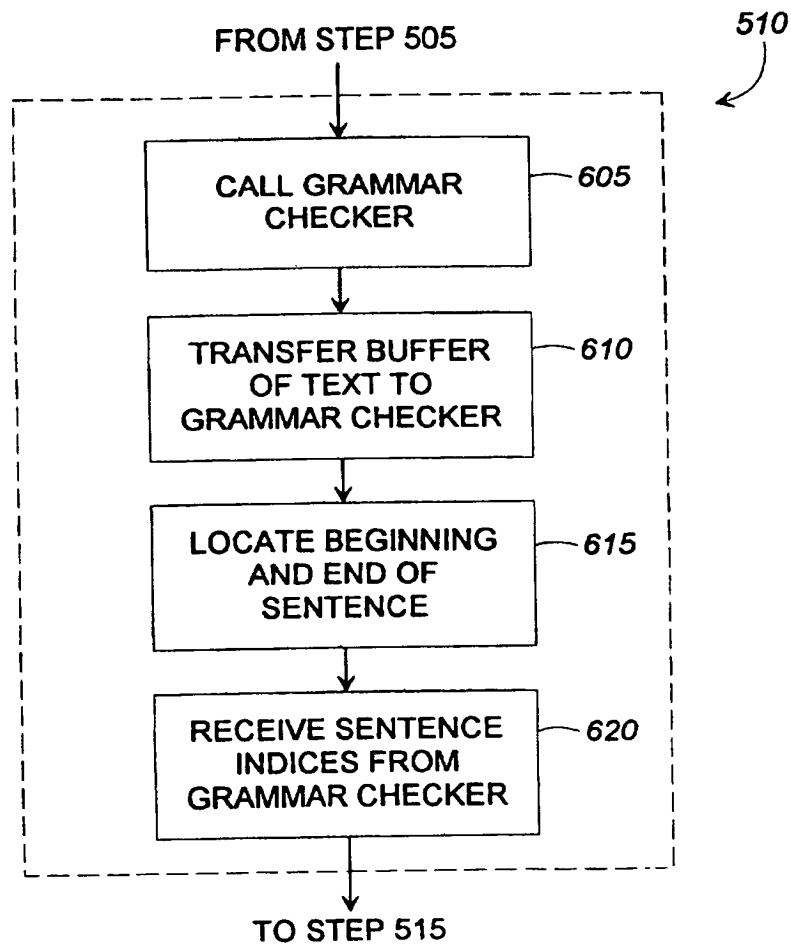 510
FROM STEP 505
CALL GRAMMAR
CHECKER
605
TRANSFER BUFFER
OF TEXT TO
GRAMMAR CHECKER
610
LOCATE BEGINNING
AND END OF
SENTENCE
615
RECEIVE SENTENCE
INDICES FROM
GRAMMAR CHECKER
620
TO STEP 515